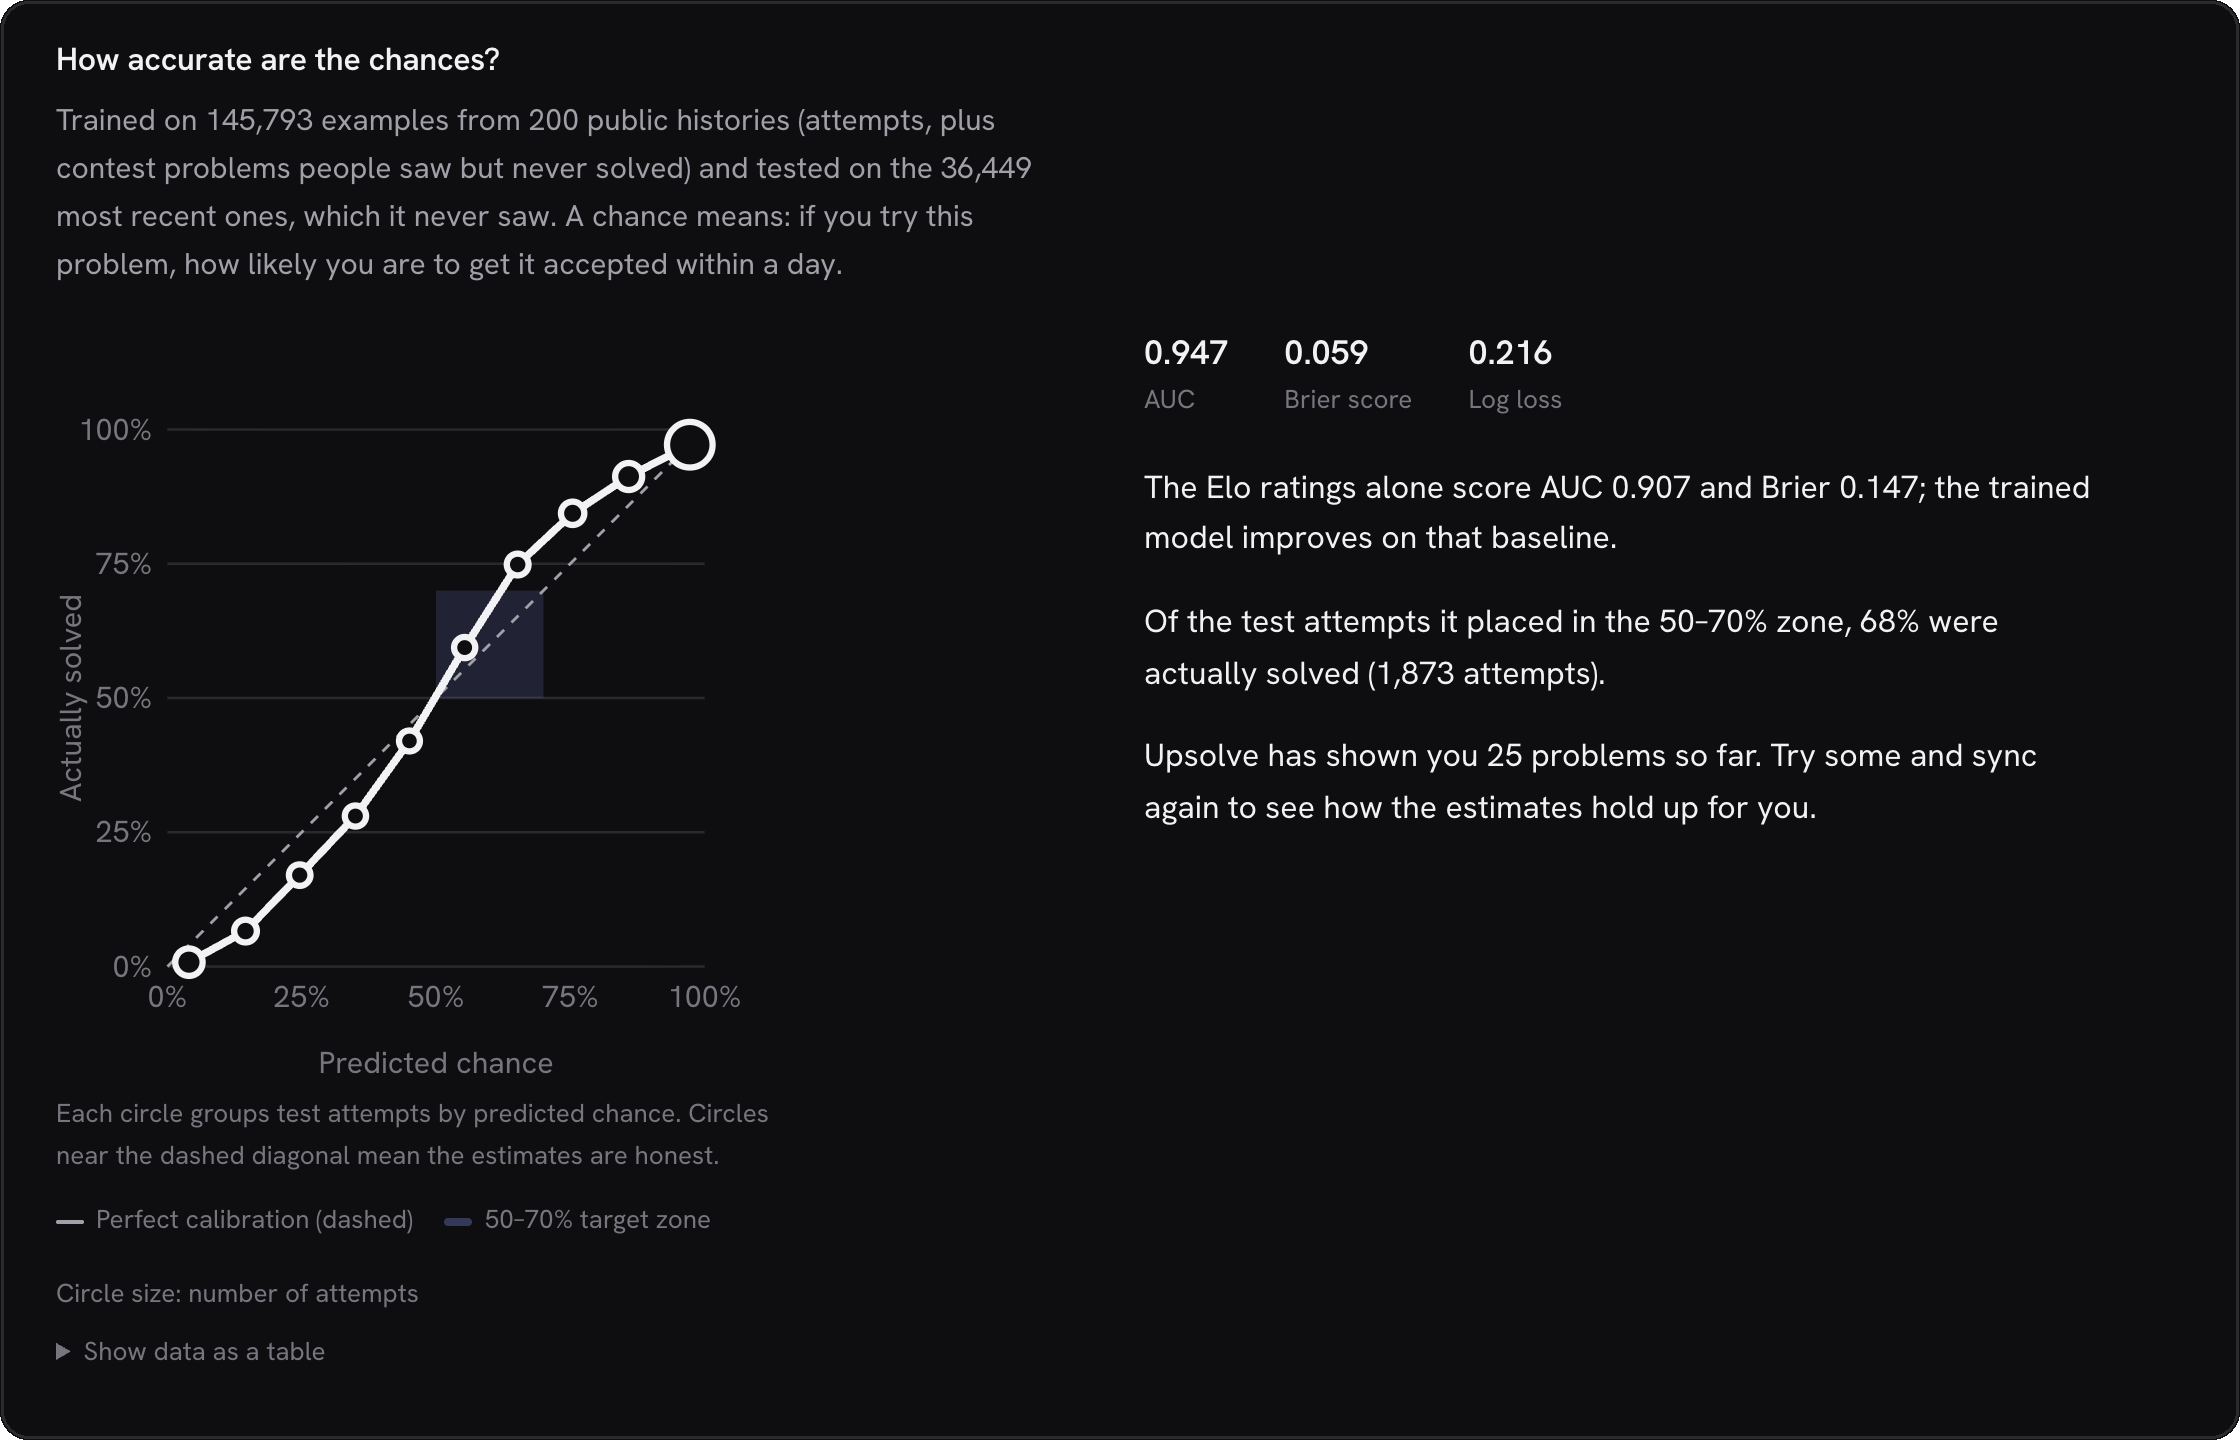 How accurate are the chances?
Trained on 145,793 examples from 200 public histories (attempts, plus
contest problems people saw but never solved) and tested on the 36,449
most recent ones, which it never saw. A chance means: if you try this
problem, how likely you are to get it accepted within a day.
100%
75%
50%
25%
0%
Actually solved
0%
25%
50%
75%
100%
Predicted chance
Each circle groups test attempts by predicted chance. Circles
near the dashed diagonal mean the estimates are honest.
Perfect calibration (dashed)
50–70% target zone
Circle size: number of attempts
Show data as a table
0.947
AUC
0.059
Brier score
0.216
Log loss
The Elo ratings alone score AUC 0.907 and Brier 0.147; the trained
model improves on that baseline.
Of the test attempts it placed in the 50–70% zone, 68% were
actually solved (1,873 attempts).
Upsolve has shown you 25 problems so far. Try some and sync
again to see how the estimates hold up for you.